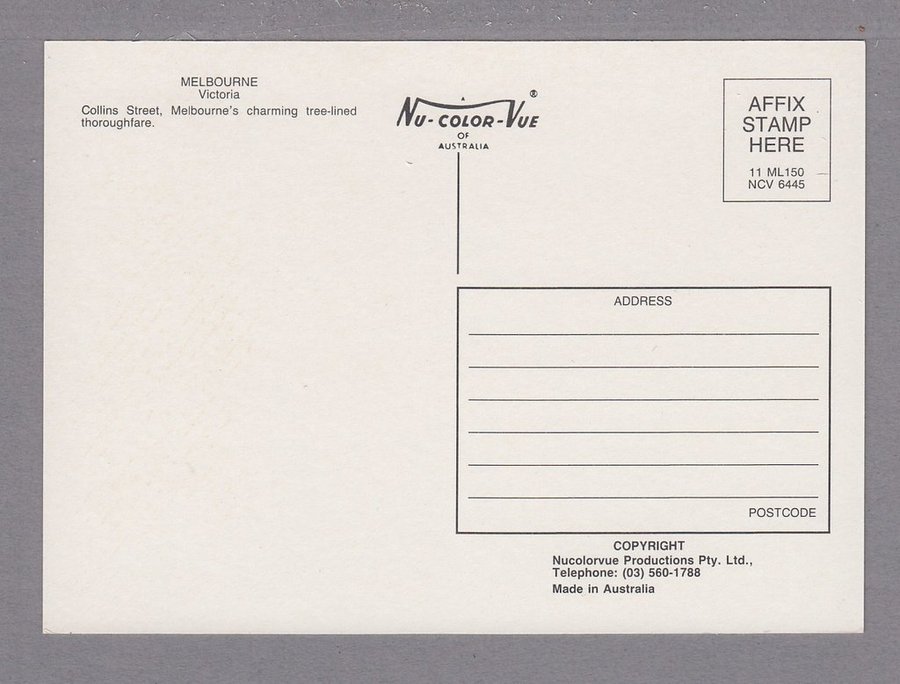 MELBOURNE
Victoria
Collins Street, Melbourne's charming tree-lined
thoroughfare.
NU-COLOR-VUE ®
OF
AUSTRALIA
AFFIX
STAMP
HERE
11 ML150
NCV 6445
ADDRESS
POSTCODE
COPYRIGHT
Nucolorvue Productions Pty. Ltd.,
Telephone: (03) 560-1788
Made in Australia